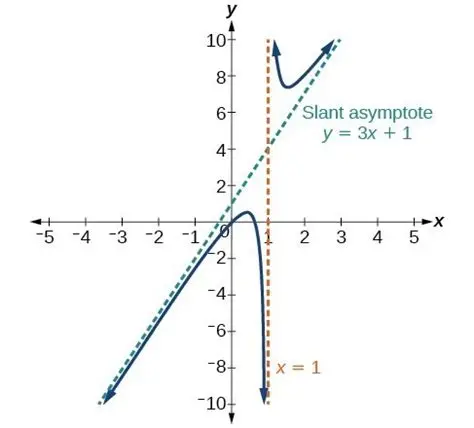 y
10
8
6
4
2
Slant asymptote
y = 3x + 1
−5 −4 −3 −2 −1 0 1 2 3 4 5 x
−2
−4
−6
−8
x = 1
−10